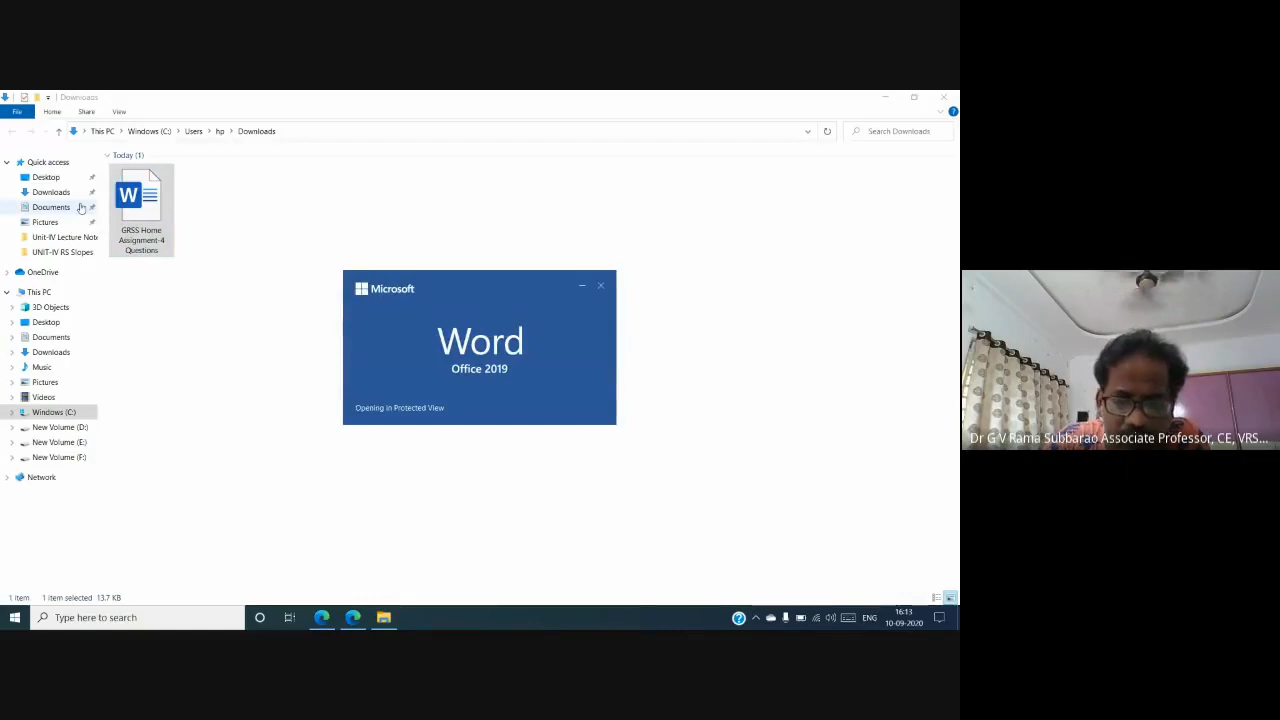 Downloads
File Home Share View
This PC Windows (C:) Users hp Downloads
Search Downloads
Quick access
Desktop
Downloads
Documents
Pictures
Unit-IV Lecture Note
UNIT-IV RS Slopes
OneDrive
This PC
3D Objects
Desktop
Documents
Downloads
Music
Pictures
Videos
Windows (C:)
New Volume (D:)
New Volume (E:)
New Volume (F:)
Network
Today (1)
W
GRSS Home
Assignment-4
Questions
Microsoft
Word
Office 2019
Opening in Protected View
Dr G V Rama Subbarao Associate Professor, CE, VRS...
1 item 1 item selected 13.7 KB
Type here to search
ENG
16:13
10-09-2020